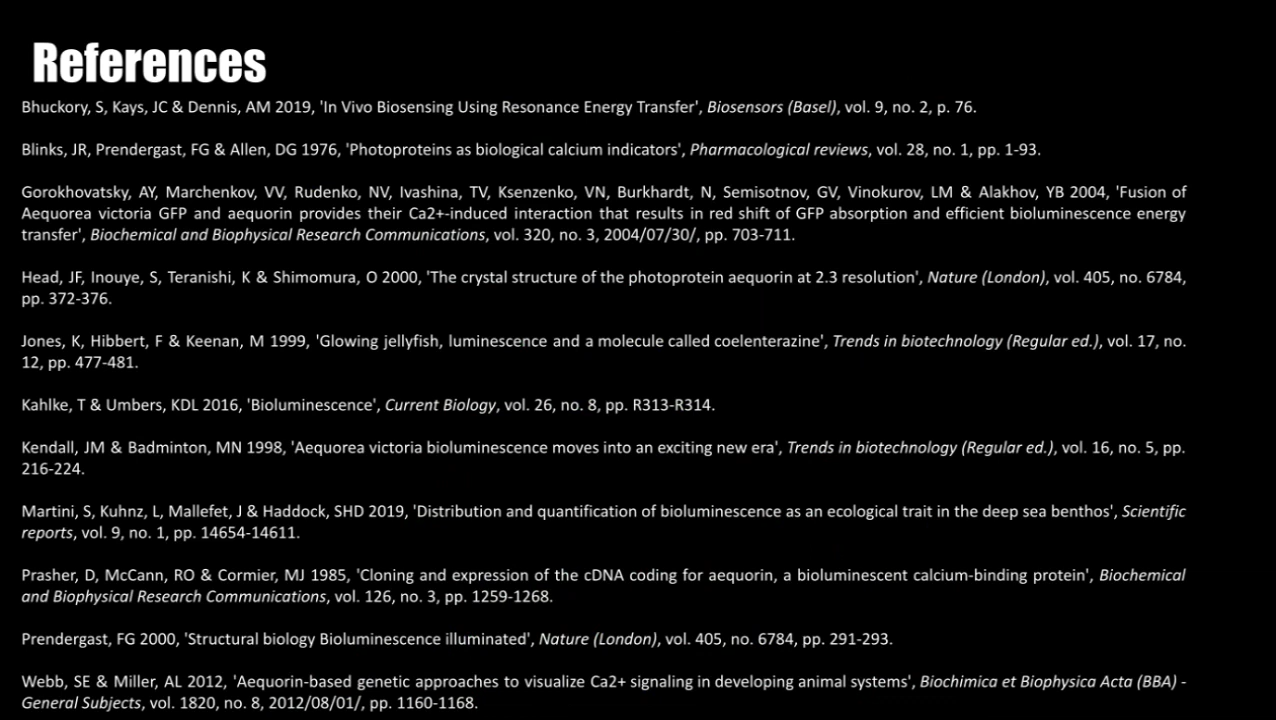 References
Bhuckory, S, Kays, JC & Dennis, AM 2019, 'In Vivo Biosensing Using Resonance Energy Transfer', Biosensors (Basel), vol. 9, no. 2, p. 76.
Blinks, JR, Prendergast, FG & Allen, DG 1976, 'Photoproteins as biological calcium indicators', Pharmacological reviews, vol. 28, no. 1, pp. 1-93.
Gorokhovatsky, AY, Marchenkov, VV, Rudenko, NV, Ivashina, TV, Ksenzenko, VN, Burkhardt, N, Semisotnov, GV, Vinokurov, LM & Alakhov, YB 2004, 'Fusion of
Aequorea victoria GFP and aequorin provides their Ca2+-induced interaction that results in red shift of GFP absorption and efficient bioluminescence energy
transfer', Biochemical and Biophysical Research Communications, vol. 320, no. 3, 2004/07/30/, pp. 703-711.
Head, JF, Inouye, S, Teranishi, K & Shimomura, O 2000, 'The crystal structure of the photoprotein aequorin at 2.3 resolution', Nature (London), vol. 405, no. 6784,
pp. 372-376.
Jones, K, Hibbert, F & Keenan, M 1999, 'Glowing jellyfish, luminescence and a molecule called coelenterazine', Trends in biotechnology (Regular ed.), vol. 17, no.
12, pp. 477-481.
Kahlke, T & Umbers, KDL 2016, 'Bioluminescence', Current Biology, vol. 26, no. 8, pp. R313-R314.
Kendall, JM & Badminton, MN 1998, 'Aequorea victoria bioluminescence moves into an exciting new era', Trends in biotechnology (Regular ed.), vol. 16, no. 5, pp.
216-224.
Martini, S, Kuhnz, L, Mallefet, J & Haddock, SHD 2019, 'Distribution and quantification of bioluminescence as an ecological trait in the deep sea benthos', Scientific
reports, vol. 9, no. 1, pp. 14654-14611.
Prasher, D, McCann, RO & Cormier, MJ 1985, 'Cloning and expression of the cDNA coding for aequorin, a bioluminescent calcium-binding protein', Biochemical
and Biophysical Research Communications, vol. 126, no. 3, pp. 1259-1268.
Prendergast, FG 2000, 'Structural biology Bioluminescence illuminated', Nature (London), vol. 405, no. 6784, pp. 291-293.
Webb, SE & Miller, AL 2012, 'Aequorin-based genetic approaches to visualize Ca2+ signaling in developing animal systems', Biochimica et Biophysica Acta (BBA) -
General Subjects, vol. 1820, no. 8, 2012/08/01/, pp. 1160-1168.